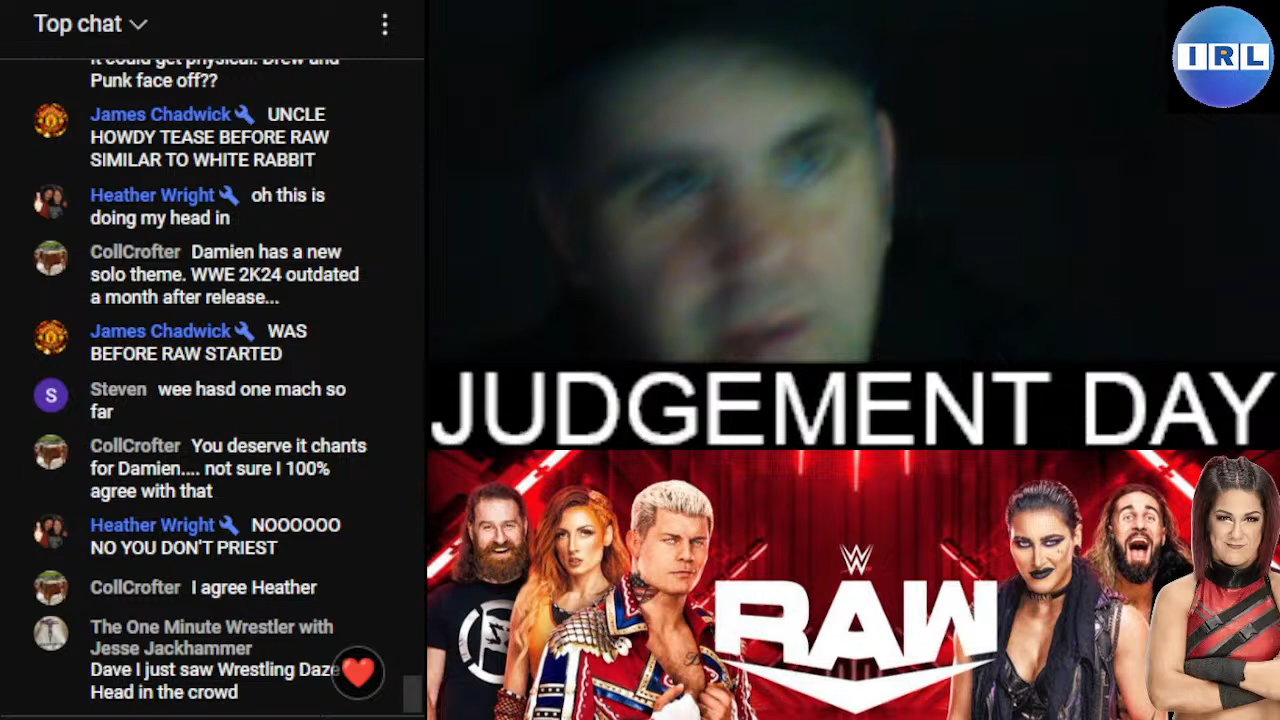 Top chat
it could get physical. Drew and
Punk face off??
James Chadwick UNCLE
HOWDY TEASE BEFORE RAW
SIMILAR TO WHITE RABBIT
Heather Wright oh this is
doing my head in
CollCrofter Damien has a new
solo theme. WWE 2K24 outdated
a month after release...
James Chadwick WAS
BEFORE RAW STARTED
S
Steven wee hasd one mach so
far
CollCrofter You deserve it chants
for Damien.... not sure I 100%
agree with that
Heather Wright NOOOOOO
NO YOU DON'T PRIEST
CollCrofter I agree Heather
The One Minute Wrestler with
Jesse Jackhammer
Dave I just saw Wrestling Daze
Head in the crowd
IRL
JUDGEMENT DAY
W
RAW